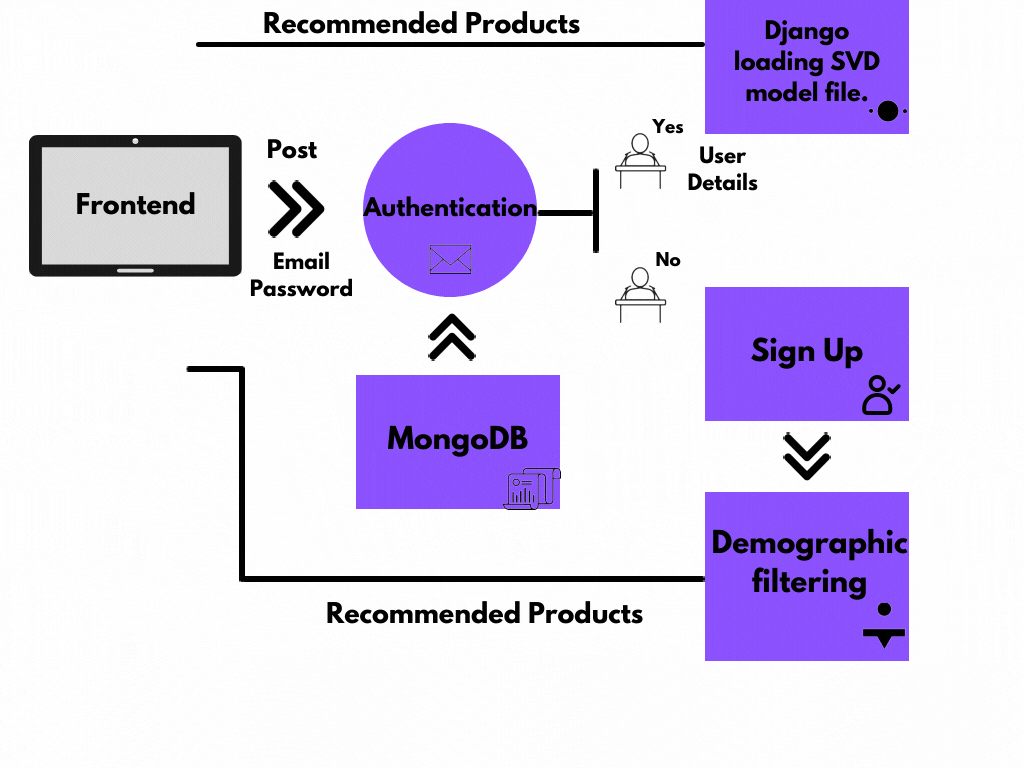 Recommended Products
Django
loading SVD
model file.
Post
Yes
User
Details
Frontend
Authentication
Email
Password
No
Sign Up
MongoDB
Demographic
filtering
Recommended Products